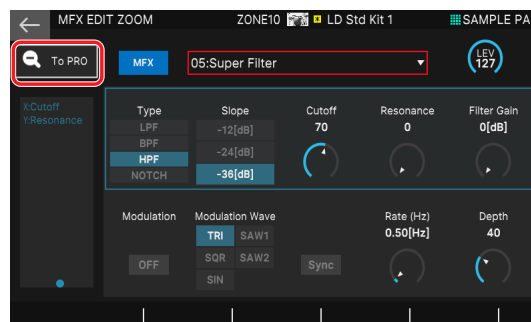 MFX EDIT ZOOM ZONE10 LD Std Kit 1 SAMPLE PA
To PRO MFX 05:Super Filter LEV 127
X:Cutoff
Y:Resonance
Type Slope Cutoff Resonance Filter Gain
LPF -12[dB] 70 0 0[dB]
BPF
-24[dB]
HPF
NOTCH -36[dB]
Modulation Modulation Wave Rate (Hz) Depth
TRI SAW1 0.50[Hz] 40
SQR SAW2
OFF Sync
SIN